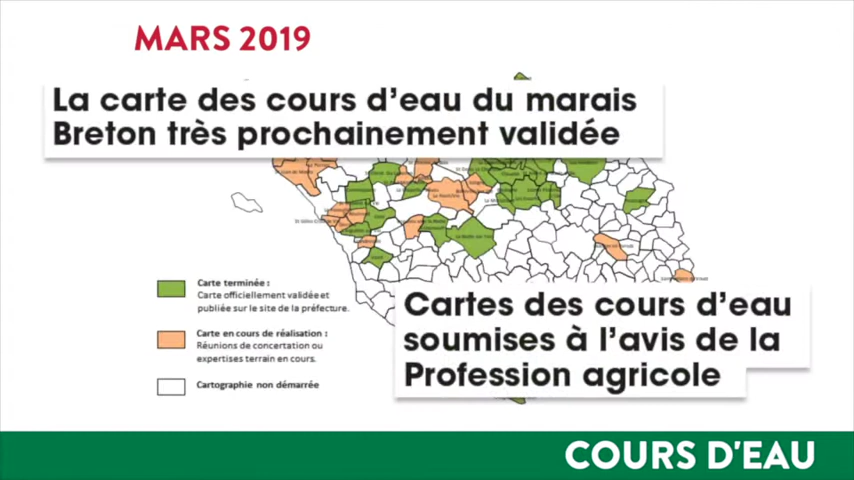 MARS 2019
La carte des cours d'eau du marais
Breton très prochainement validée
Carte terminée :
Carte officiellement validée et
publiée sur le site de la préfecture.
Carte en cours de réalisation :
Réunions de concertation ou
expertises terrain en cours.
Cartographie non démarrée
Cartes des cours d'eau
soumises à l'avis de la
Profession agricole
COURS D'EAU